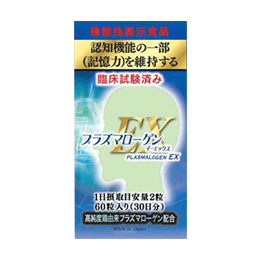 機能性表示食品
認知機能の一部
(記憶力)を維持する
臨床試験済み
プラズマローゲン
EX
イーエックス
PLASMALOGEN EX
1日摂取目安量2粒
60粒入り(30日分)
高純度鶏由来プラズマローゲン配合
Made in Japan